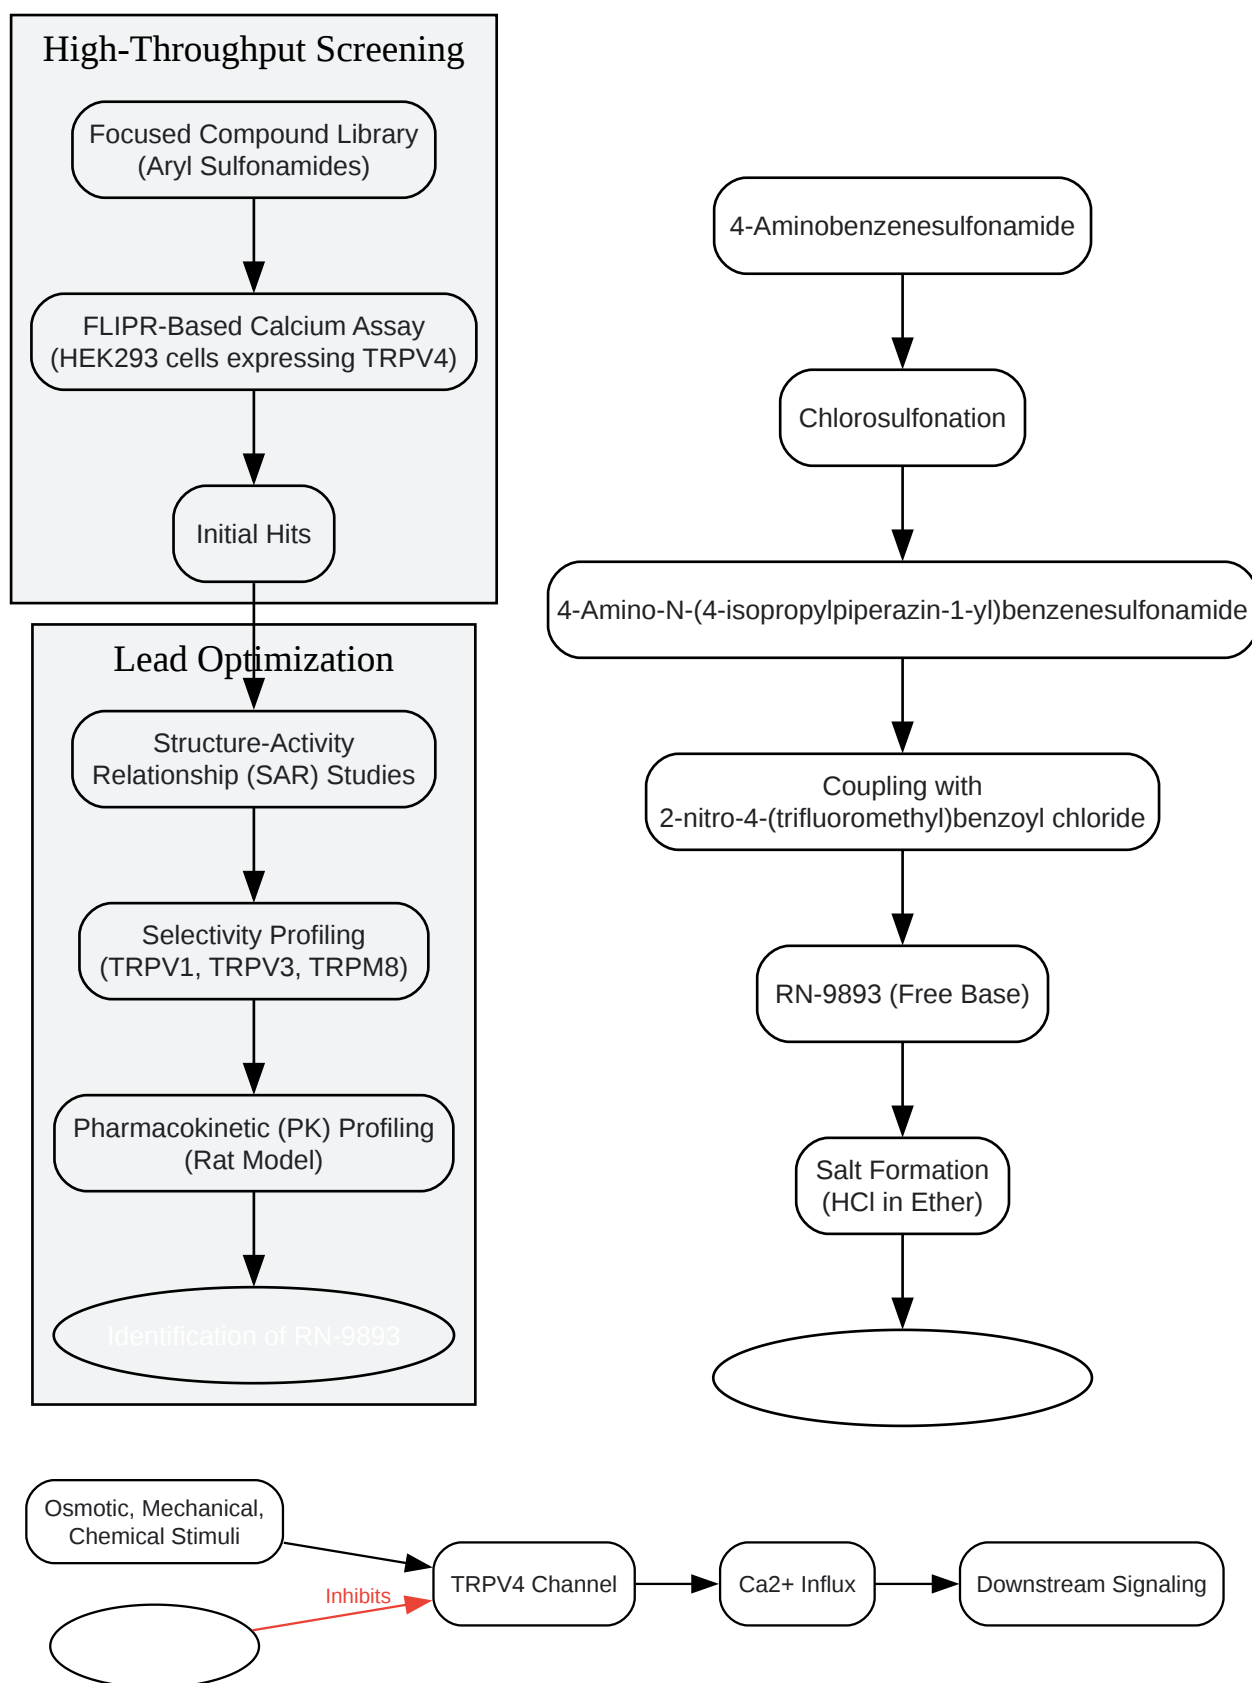 High-Throughput Screening
Focused Compound Library
(Aryl Sulfonamides)
FLIPR-Based Calcium Assay
(HEK293 cells expressing TRPV4)
Initial Hits
Lead Optimization
Structure-Activity
Relationship (SAR) Studies
Selectivity Profiling
(TRPV1, TRPV3, TRPM8)
Pharmacokinetic (PK) Profiling
(Rat Model)
Identification of RN-9893
4-Aminobenzenesulfonamide
Chlorosulfonation
4-Amino-N-(4-isopropylpiperazin-1-yl)benzenesulfonamide
Coupling with
2-nitro-4-(trifluoromethyl)benzoyl chloride
RN-9893 (Free Base)
Salt Formation
(HCl in Ether)
Osmotic, Mechanical,
Chemical Stimuli
Inhibits
TRPV4 Channel
Ca2+ Influx
Downstream Signaling